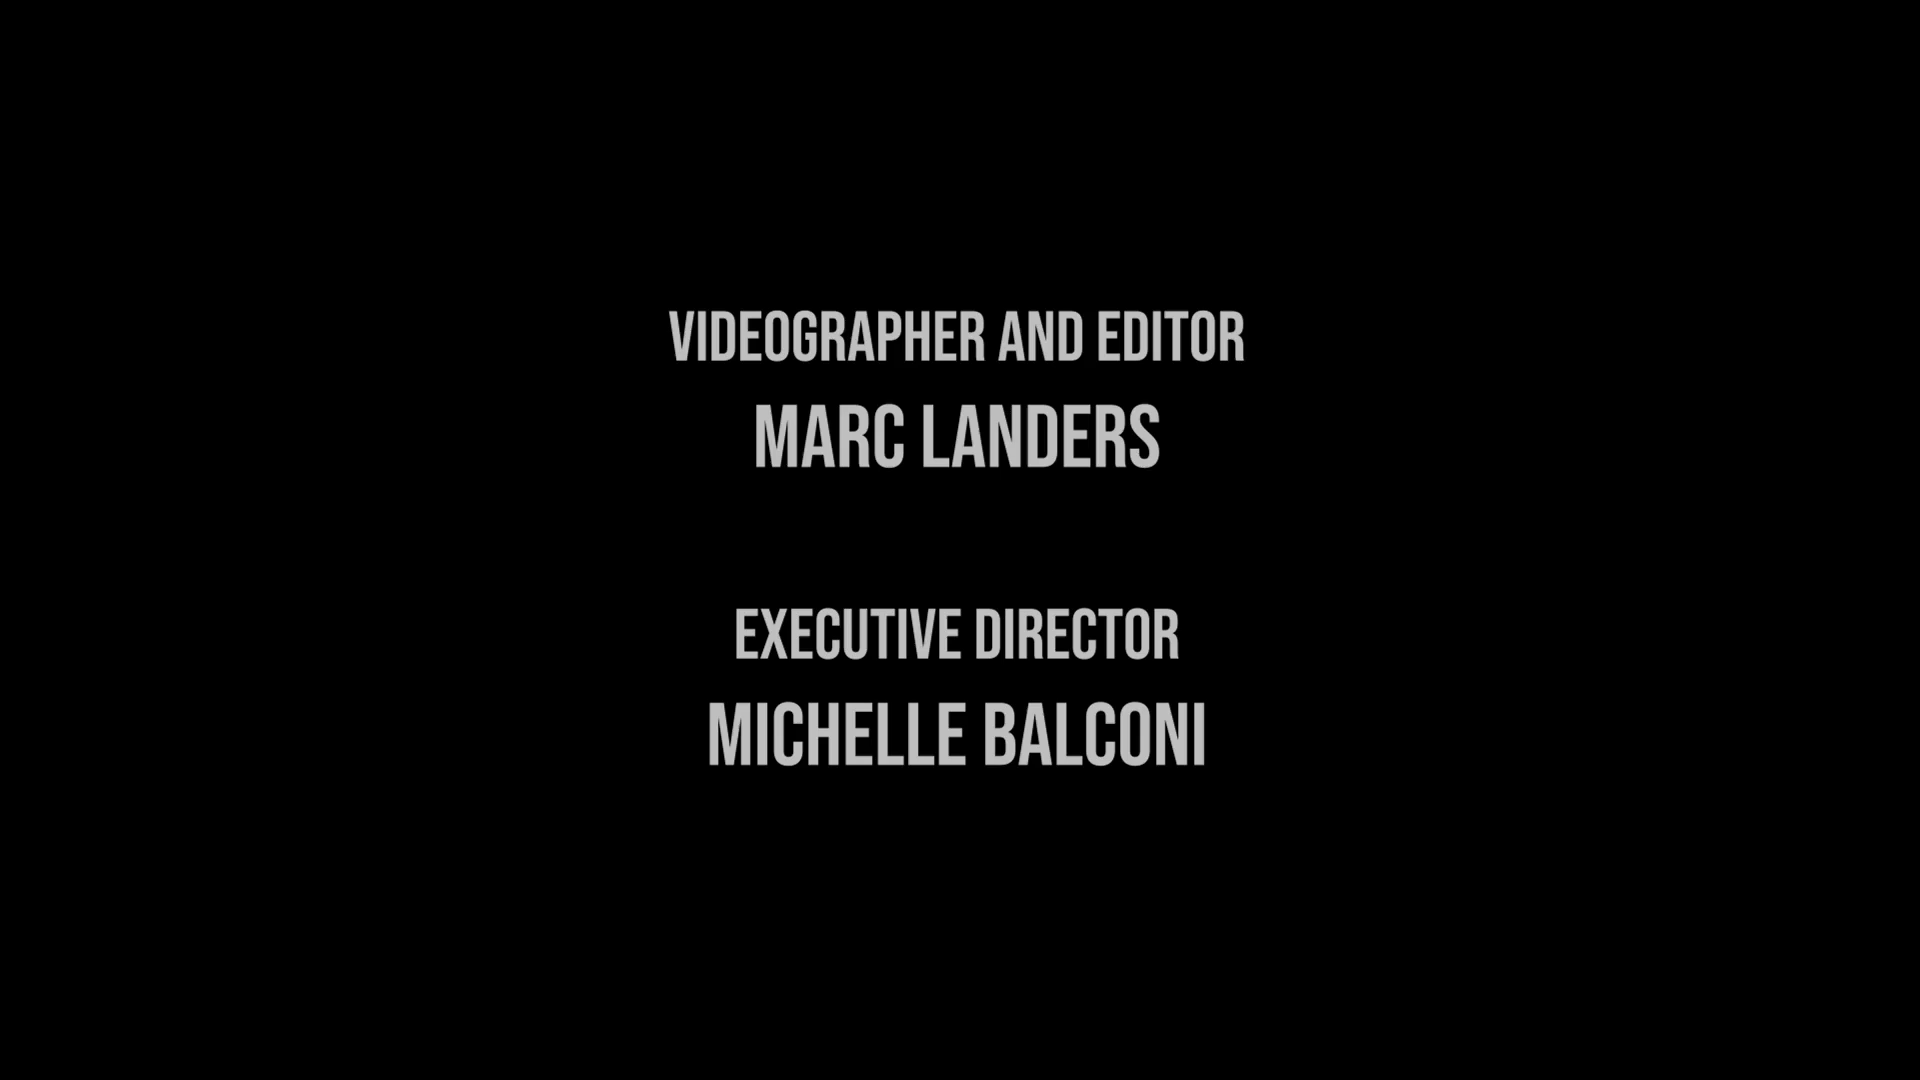 VIDEOGRAPHER AND EDITOR
MARC LANDERS
EXECUTIVE DIRECTOR
MICHELLE BALCONI